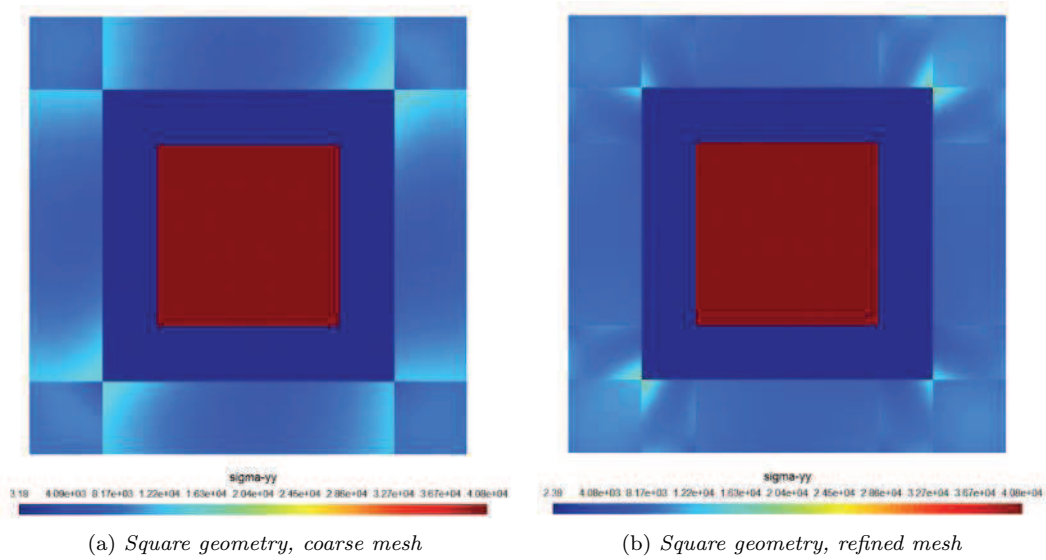 sigma-yy
3.18 4.09e+03 8.17e+03 1.22e+04 1.63e+04 2.04e+04 2.45e+04 2.86e+04 3.27e+04 3.67e+04 4.08e+04
(a) Square geometry, coarse mesh
sigma-yy
2.39 4.08e+03 8.17e+03 1.22e+04 1.63e+04 2.04e+04 2.45e+04 2.86e+04 3.27e+04 3.67e+04 4.08e+04
(b) Square geometry, refined mesh